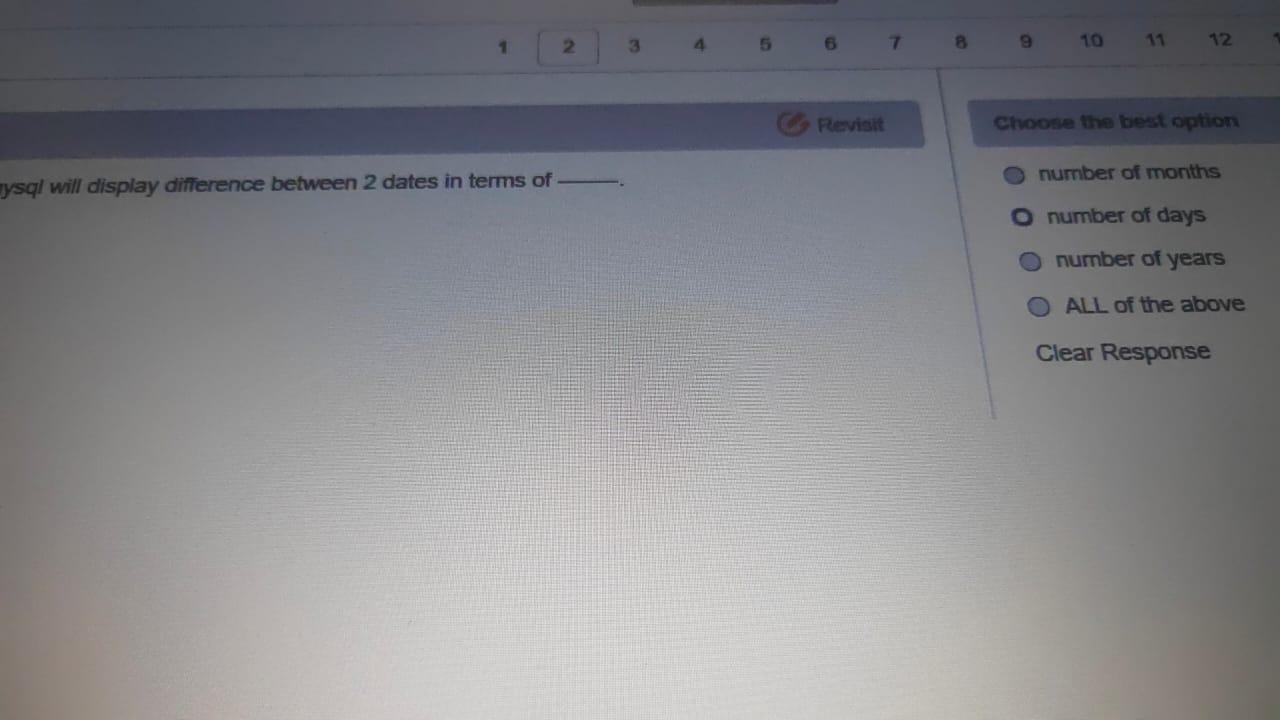 1 2 3 4 5 6 7 8 9 10 11 12
Revisit
will display difference between 2 dates in terms of ———.
Choose the best option
number of months
number of days
number of years
ALL of the above
Clear Response